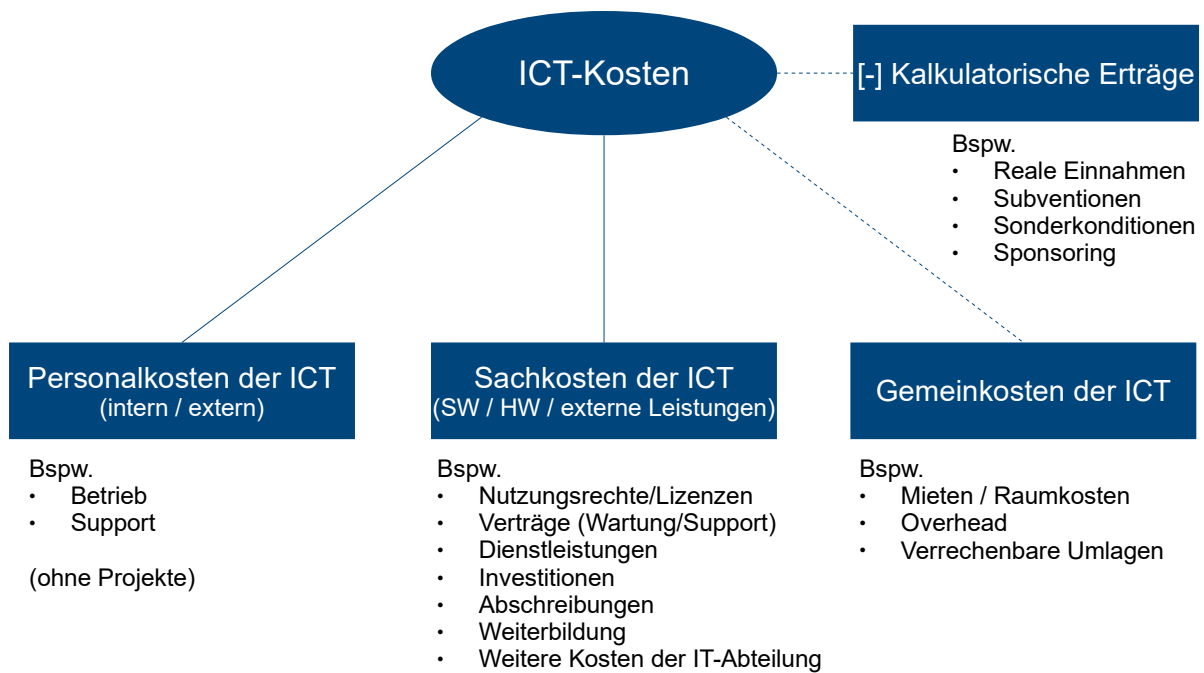 ICT-Kosten
[-] Kalkulatorische Erträge
Bspw.
• Reale Einnahmen
• Subventionen
• Sonderkonditionen
• Sponsoring
Personalkosten der ICT
(intern / extern)
Bspw.
• Betrieb
• Support
(ohne Projekte)
Sachkosten der ICT
(SW / HW / externe Leistungen)
Bspw.
• Nutzungsrechte/Lizenzen
• Verträge (Wartung/Support)
• Dienstleistungen
• Investitionen
• Abschreibungen
• Weiterbildung
• Weitere Kosten der IT-Abteilung
Gemeinkosten der ICT
Bspw.
• Mieten / Raumkosten
• Overhead
• Verrechenbare Umlagen